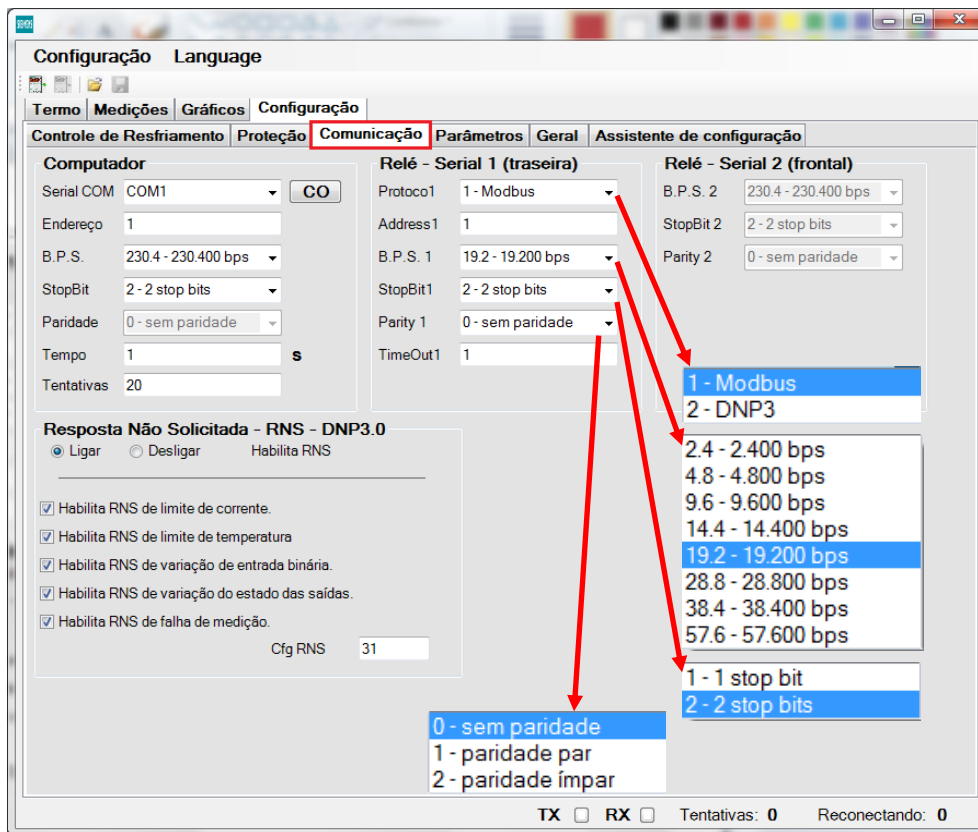 Configuração Language
Termo Medições Gráficos Configuração
Controle de Resfriamento Proteção Comunicação Parâmetros Geral Assistente de configuração
Computador
Serial COM COM1 CO
Endereço 1
B.P.S. 230.4 - 230.400 bps
StopBit 2 - 2 stop bits
Paridade 0 - sem paridade
Tempo 1 s
Tentativas 20
Relé - Serial 1 (traseira)
Protoco1 1 - Modbus
Address1 1
B.P.S. 1 19.2 - 19.200 bps
StopBit1 2 - 2 stop bits
Parity 1 0 - sem paridade
TimeOut1 1
Relé - Serial 2 (frontal)
B.P.S. 2 230.4 - 230.400 bps
StopBit 2 2 - 2 stop bits
Parity 2 0 - sem paridade
1 - Modbus
2 - DNP3
2.4 - 2.400 bps
4.8 - 4.800 bps
9.6 - 9.600 bps
14.4 - 14.400 bps
19.2 - 19.200 bps
28.8 - 28.800 bps
38.4 - 38.400 bps
57.6 - 57.600 bps
1 - 1 stop bit
2 - 2 stop bits
0 - sem paridade
1 - paridade par
2 - paridade ímpar
Resposta Não Solicitada - RNS - DNP3.0
Ligar Desligar Habilita RNS
Habilita RNS de limite de corrente.
Habilita RNS de limite de temperatura
Habilita RNS de variação de entrada binária.
Habilita RNS de variação do estado das saídas.
Habilita RNS de falha de medição.
Cfg RNS 31
TX RX Tentativas: 0 Reconectando: 0